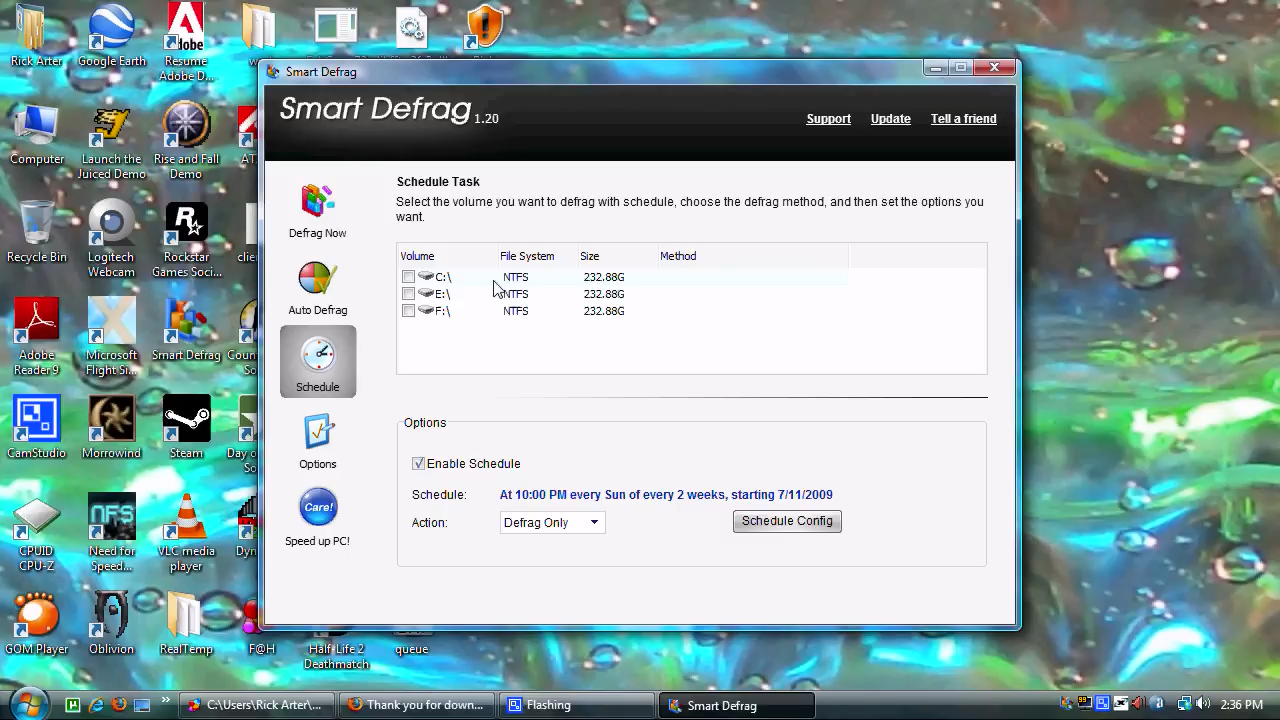 Rick Arter
Google Earth
Resume
Adobe D...
Adobe
Computer
Launch the
Juiced Demo
Rise and Fall
Demo
Recycle Bin
Logitech
Webcam
Rockstar
Games Soci...
Adobe
Reader 9
Microsoft
Flight Si...
Smart Defrag
CamStudio
Morrowind
Steam
CPUID
CPU-Z
Need for
Speed...
VLC media
player
GOM Player
Oblivion
RealTemp
F@H
Half-Life 2
Deathmatch
queue
Smart Defrag
Smart Defrag 1.20
Support Update Tell a friend
Defrag Now
Auto Defrag
Schedule
Options
Care!
Speed up PC!
Schedule Task
Select the volume you want to defrag with schedule, choose the defrag method, and then set the options you
want.
Volume File System Size Method
C:\ NTFS 232.88G
E:\ NTFS 232.88G
F:\ NTFS 232.88G
Options
Enable Schedule
Schedule: At 10:00 PM every Sun of every 2 weeks, starting 7/11/2009
Action: Defrag Only Schedule Config
C:\Users\Rick Arter\... Thank you for down... Flashing Smart Defrag 2:36 PM